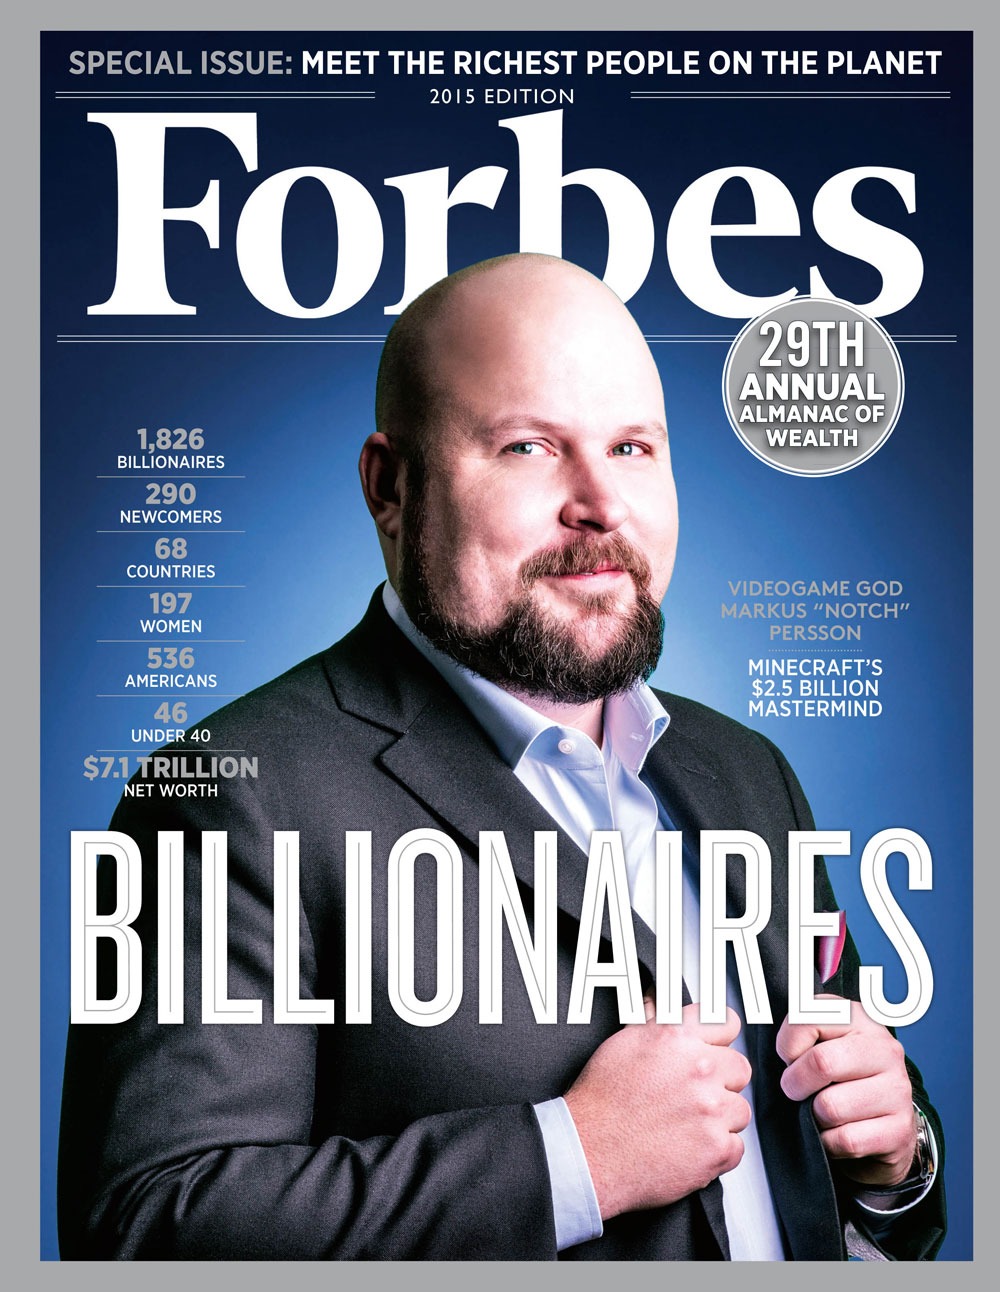 SPECIAL ISSUE: MEET THE RICHEST PEOPLE ON THE PLANET
2015 EDITION
Forbes
29TH
ANNUAL
ALMANAC OF
WEALTH
1,826
BILLIONAIRES
290
NEWCOMERS
68
COUNTRIES
197
WOMEN
536
AMERICANS
46
UNDER 40
$7.1 TRILLION
NET WORTH
VIDEOGAME GOD
MARKUS “NOTCH”
PERSSON
MINECRAFT’S
$2.5 BILLION
MASTERMIND
BILLIONAIRES